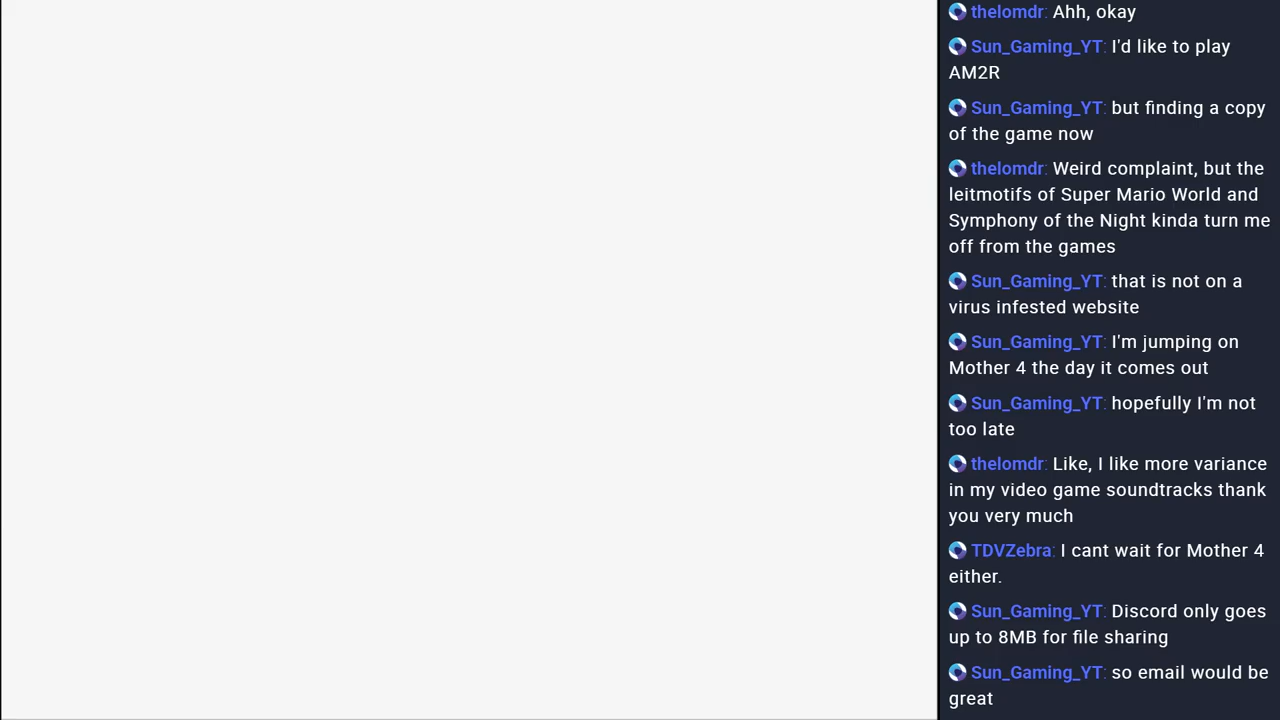 thelomdr: Ahh, okay
Sun_Gaming_YT: I'd like to play
AM2R
Sun_Gaming_YT: but finding a copy
of the game now
thelomdr: Weird complaint, but the
leitmotifs of Super Mario World and
Symphony of the Night kinda turn me
off from the games
Sun_Gaming_YT: that is not on a
virus infested website
Sun_Gaming_YT: I'm jumping on
Mother 4 the day it comes out
Sun_Gaming_YT: hopefully I'm not
too late
thelomdr: Like, I like more variance
in my video game soundtracks thank
you very much
TDVZebra: I cant wait for Mother 4
either.
Sun_Gaming_YT: Discord only goes
up to 8MB for file sharing
Sun_Gaming_YT: so email would be
great